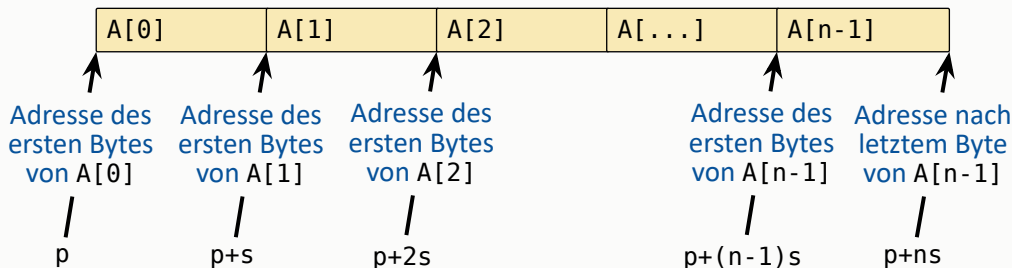 A[0] A[1] A[2] A[...] A[n-1]
Adresse des Adresse des Adresse des Adresse des Adresse nach
ersten Bytes ersten Bytes ersten Bytes ersten Bytes letztem Byte
von A[0] von A[1] von A[2] von A[n-1] von A[n-1]
p p+s p+2s p+(n-1)s p+ns